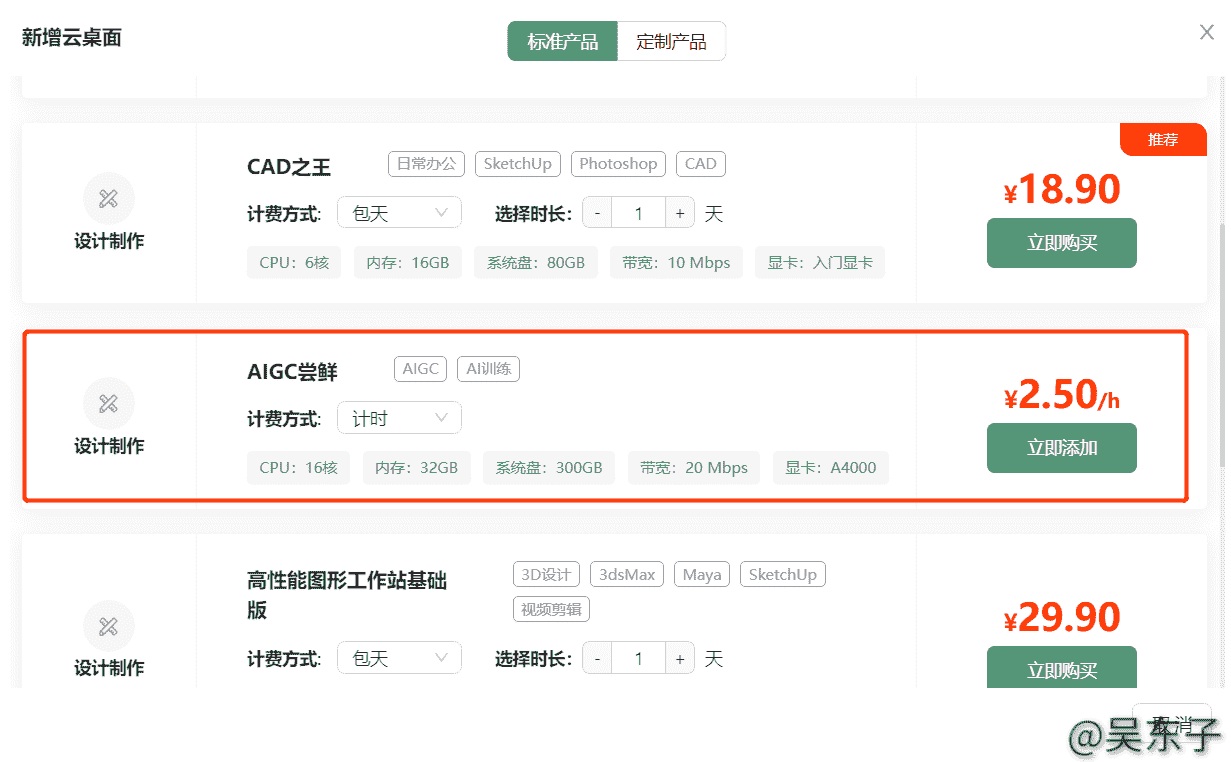 新增云桌面
标准产品 定制产品
推荐
CAD之王 日常办公 SketchUp Photoshop CAD
¥18.90
计费方式: 包天 选择时长: - 1 + 天
设计制作
立即购买
CPU: 6核 内存: 16GB 系统盘: 80GB 带宽: 10 Mbps 显卡: 入门显卡
AIGC尝鲜 AIGC AI训练
¥2.50/h
计费方式: 计时
设计制作
立即添加
CPU: 16核 内存: 32GB 系统盘: 300GB 带宽: 20 Mbps 显卡: A4000
高性能图形工作站基础
版
3D设计 3dsMax Maya SketchUp
视频剪辑
¥29.90
计费方式: 包天 选择时长: - 1 + 天
设计制作
立即购买
取消
@吴东子